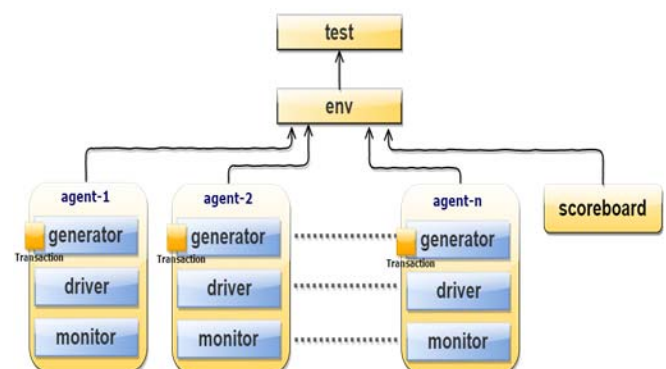 test
env
agent-1
agent-2
agent-n
scoreboard
generator
generator
generator
Transaction
Transaction
Transaction
driver
driver
driver
monitor
monitor
monitor